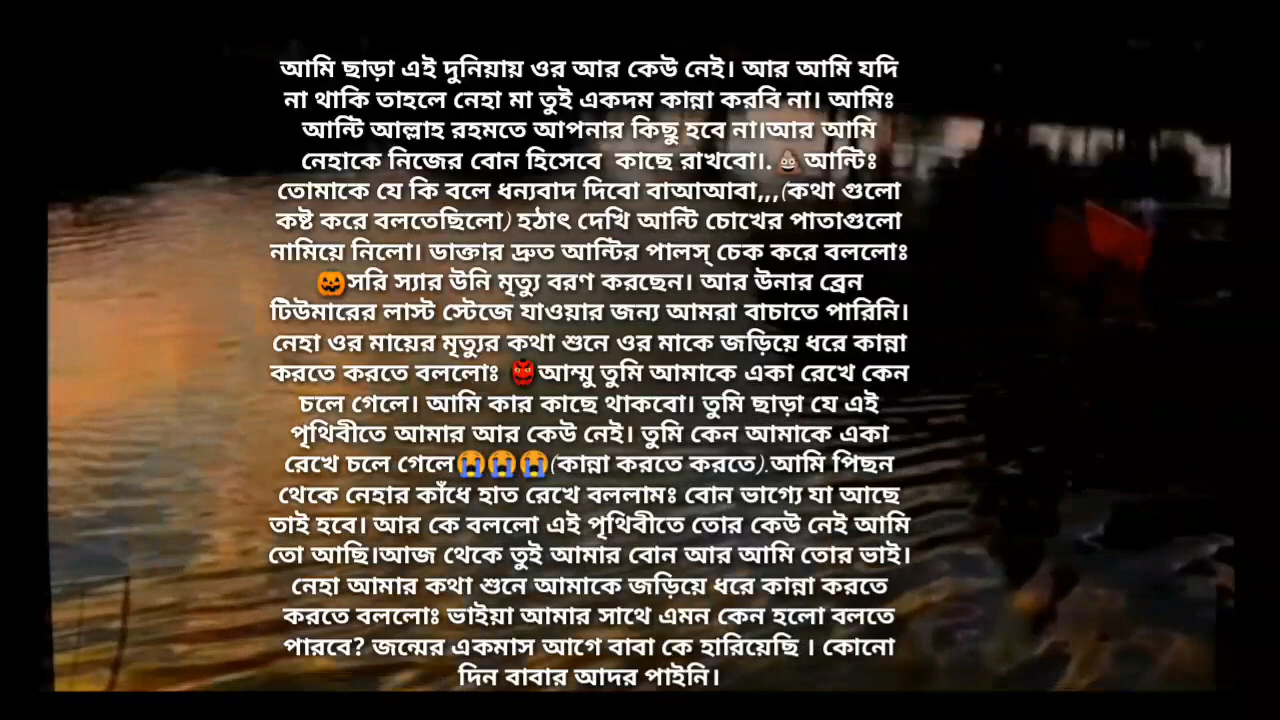 আমি ছাড়া এই দুনিয়ায় ওর আর কেউ নেই। আর আমি যদি
না থাকি তাহলে নেহা মা তুই একদম কান্না করবি না। আমিঃ
আন্টি আল্লাহ রহমতে আপনার কিছু হবে না।আর আমি
নেহাকে নিজের বোন হিসেবে  কাছে রাখবো।.💩আন্টিঃ
তোমাকে যে কি বলে ধন্যবাদ দিবো বাআআবা,,,(কথা গুলো
কষ্ট করে বলতেছিলো) হঠাৎ দেখি আন্টি চোখের পাতাগুলো
নামিয়ে নিলো। ডাক্তার দ্রুত আন্টির পালস্ চেক করে বললোঃ
🎃সরি স্যার উনি মৃত্যু বরণ করছেন। আর উনার ব্রেন
টিউমারের লাস্ট স্টেজে যাওয়ার জন্য আমরা বাচাতে পারিনি।
নেহা ওর মায়ের মৃত্যুর কথা শুনে ওর মাকে জড়িয়ে ধরে কান্না
করতে করতে বললোঃ 👹আম্মু তুমি আমাকে একা রেখে কেন
চলে গেলে। আমি কার কাছে থাকবো। তুমি ছাড়া যে এই
পৃথিবীতে আমার আর কেউ নেই। তুমি কেন আমাকে একা
রেখে চলে গেলে😭😭😭(কান্না করতে করতে).আমি পিছন
থেকে নেহার কাঁধে হাত রেখে বললামঃ বোন ভাগ্যে যা আছে
তাই হবে। আর কে বললো এই পৃথিবীতে তোর কেউ নেই আমি
তো আছি।আজ থেকে তুই আমার বোন আর আমি তোর ভাই।
নেহা আমার কথা শুনে আমাকে জড়িয়ে ধরে কান্না করতে
করতে বললোঃ ভাইয়া আমার সাথে এমন কেন হলো বলতে
পারবে? জন্মের একমাস আগে বাবা কে হারিয়েছি । কোনো
দিন বাবার আদর পাইনি।